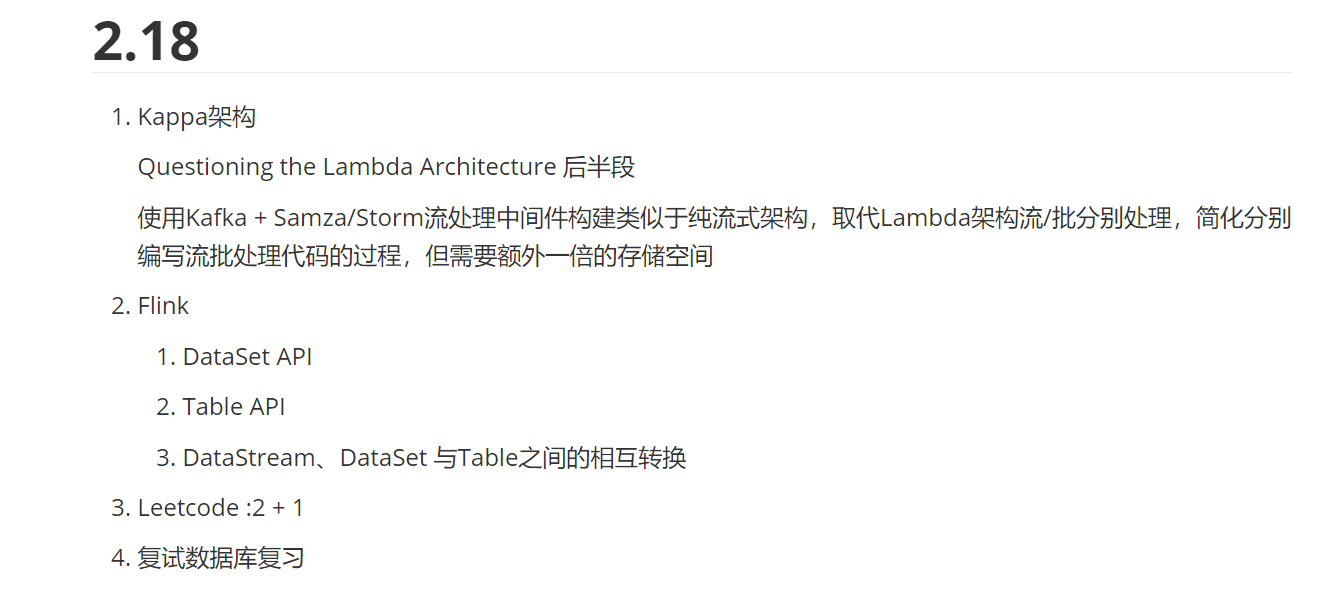 2.18
1. Kappa架构
Questioning the Lambda Architecture 后半段
使用Kafka + Samza/Storm流处理中间件构建类似于纯流式架构，取代Lambda架构流/批分别处理，简化分别
编写流批处理代码的过程，但需要额外一倍的存储空间
2. Flink
1. DataSet API
2. Table API
3. DataStream、DataSet 与Table之间的相互转换
3. Leetcode :2 + 1
4. 复试数据库复习